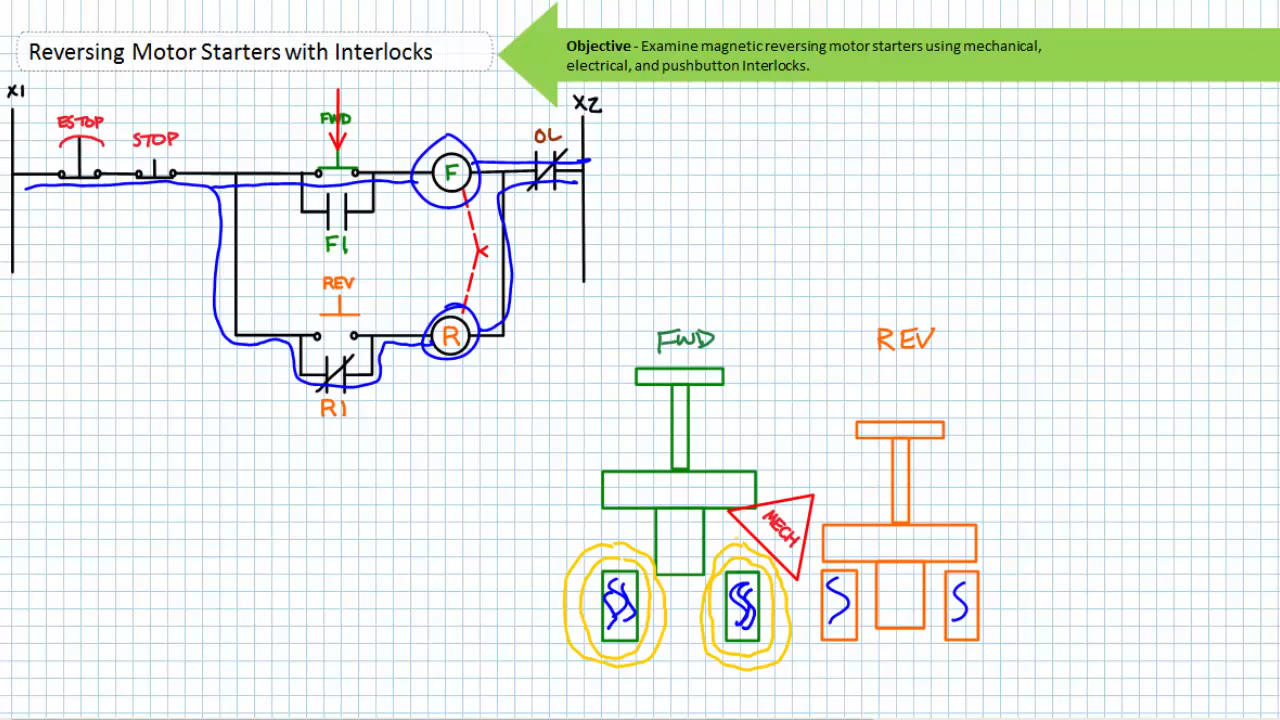 Reversing Motor Starters with Interlocks
Objective - Examine magnetic reversing motor starters using mechanical,
electrical, and pushbutton Interlocks.
X1
X2
ESTOP
STOP
FWD
OL
F
F1
REV
R
R1
FWD
REV
MECH